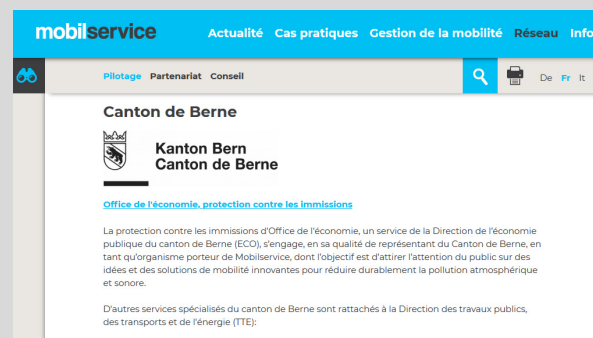 mobilservice
Actualité Cas pratiques Gestion de la mobilité Réseau Info
Pilotage Partenariat Conseil
De Fr It
Canton de Berne
Kanton Bern
Canton de Berne
Office de l'économie, protection contre les immissions
La protection contre les immissions d'Office de l'économie, un service de la Direction de l'économie
publique du canton de Berne (ECO), s'engage, en sa qualité de représentant du Canton de Berne, en
tant qu'organisme porteur de Mobilservice, dont l'objectif est d'attirer l'attention du public sur des
idées et des solutions de mobilité innovantes pour réduire durablement la pollution atmosphérique
et sonore.
D'autres services spécialisés du canton de Berne sont rattachés à la Direction des travaux publics,
des transports et de l'énergie (TTE):